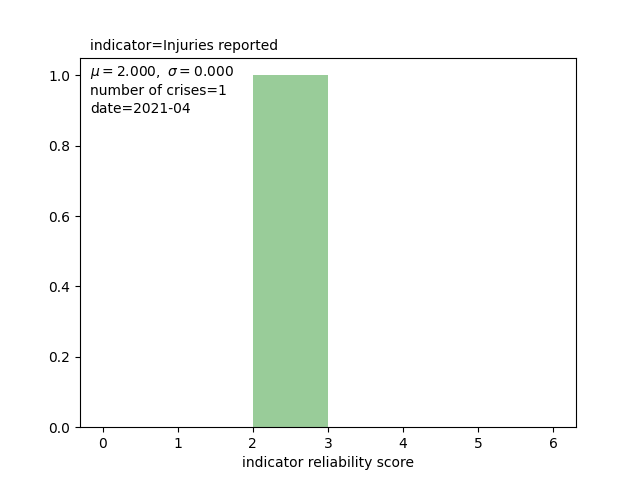 indicator=Injuries reported
μ = 2.000, σ = 0.000
number of crises=1
date=2021-04
1.0
0.8
0.6
0.4
0.2
0.0
0 1 2 3 4 5 6
indicator reliability score